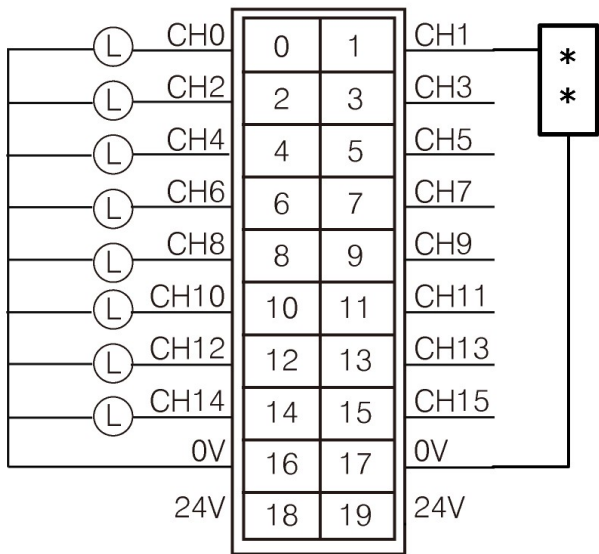 L CH0 0 1 CH1
L CH2 2 3 CH3
L CH4 4 5 CH5
L CH6 6 7 CH7
L CH8 8 9 CH9
L CH10 10 11 CH11
L CH12 12 13 CH13
L CH14 14 15 CH15
0V 16 17 0V
24V 18 19 24V
*
*